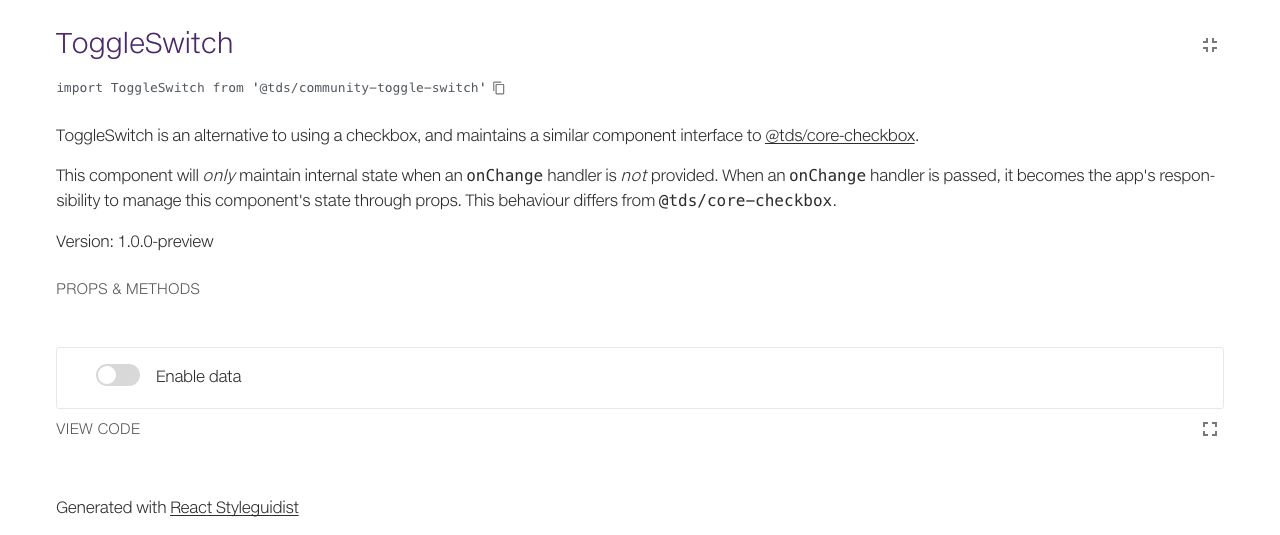 ToggleSwitch
import ToggleSwitch from '@tds/community-toggle-switch'
ToggleSwitch is an alternative to using a checkbox, and maintains a similar component interface to @tds/core-checkbox.
This component will only maintain internal state when an onChange handler is not provided. When an onChange handler is passed, it becomes the app's respon-
sibility to manage this component's state through props. This behaviour differs from @tds/core-checkbox.
Version: 1.0.0-preview
PROPS & METHODS
Enable data
VIEW CODE
Generated with React Styleguidist